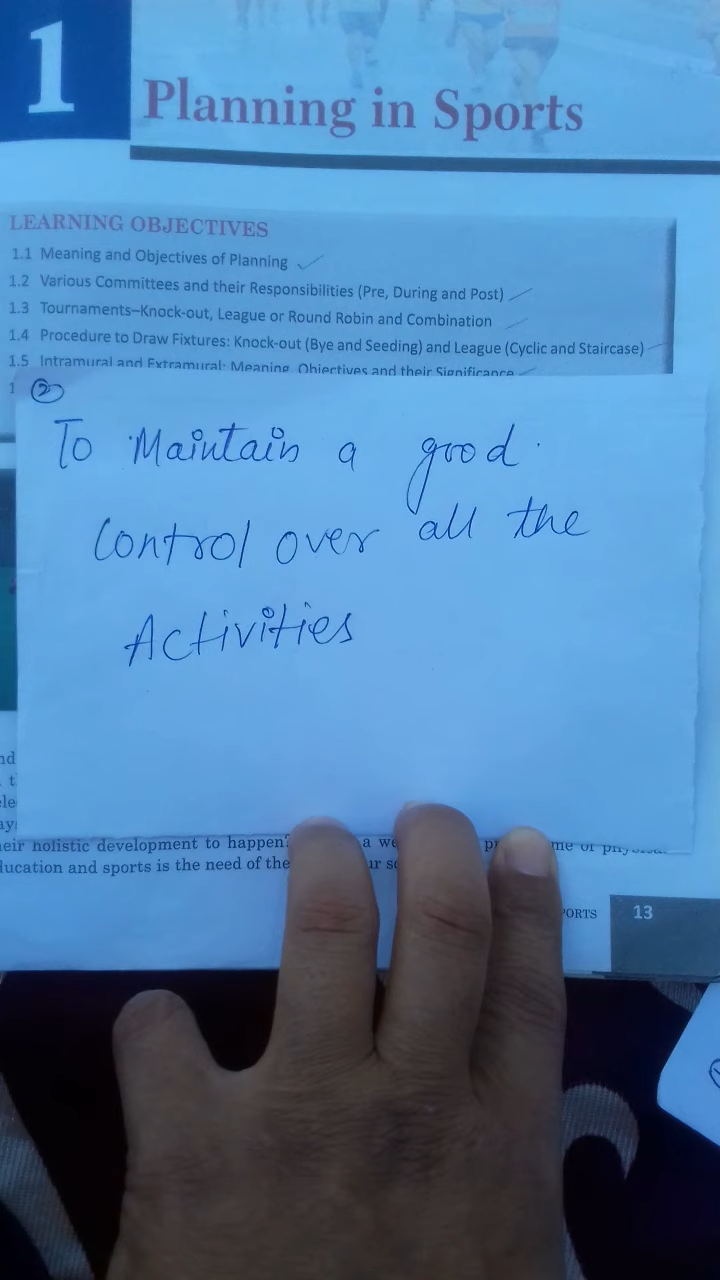 1
Planning in Sports
LEARNING OBJECTIVES
1.1 Meaning and Objectives of Planning
1.2 Various Committees and their Responsibilities (Pre, During and Post)
1.3 Tournaments–Knock-out, League or Round Robin and Combination
1.4 Procedure to Draw Fixtures: Knock-out (Bye and Seeding) and League (Cyclic and Staircase)
1.5 Intramural and Extramural: Meaning, Objectives and their Significance
1
2
To Maintain a good
Control over all the
Activities
eir holistic development to happen? a
ducation and sports is the need of the
PORTS 13